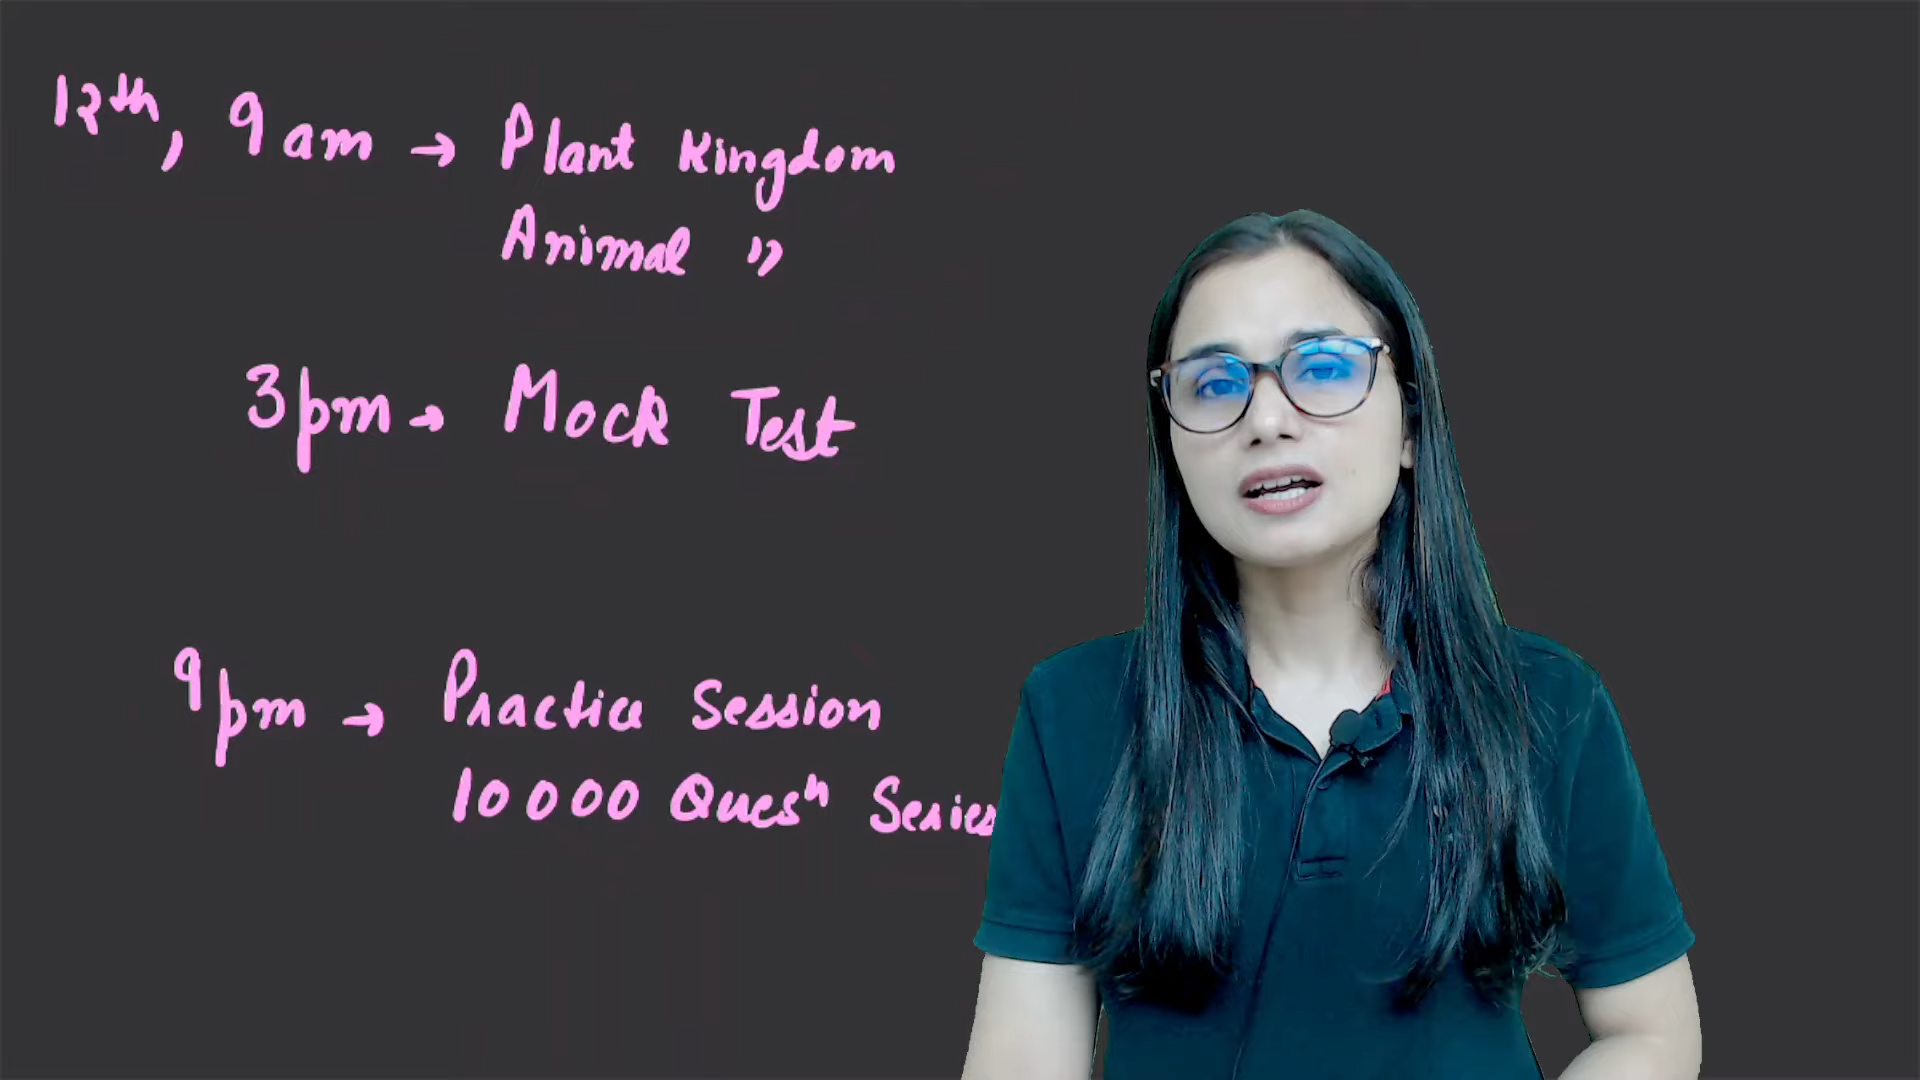 12th, 9 am → Plant Kingdom
Animal "
3pm → Mock Test
9pm → Practice Session
10000 Quesn Series